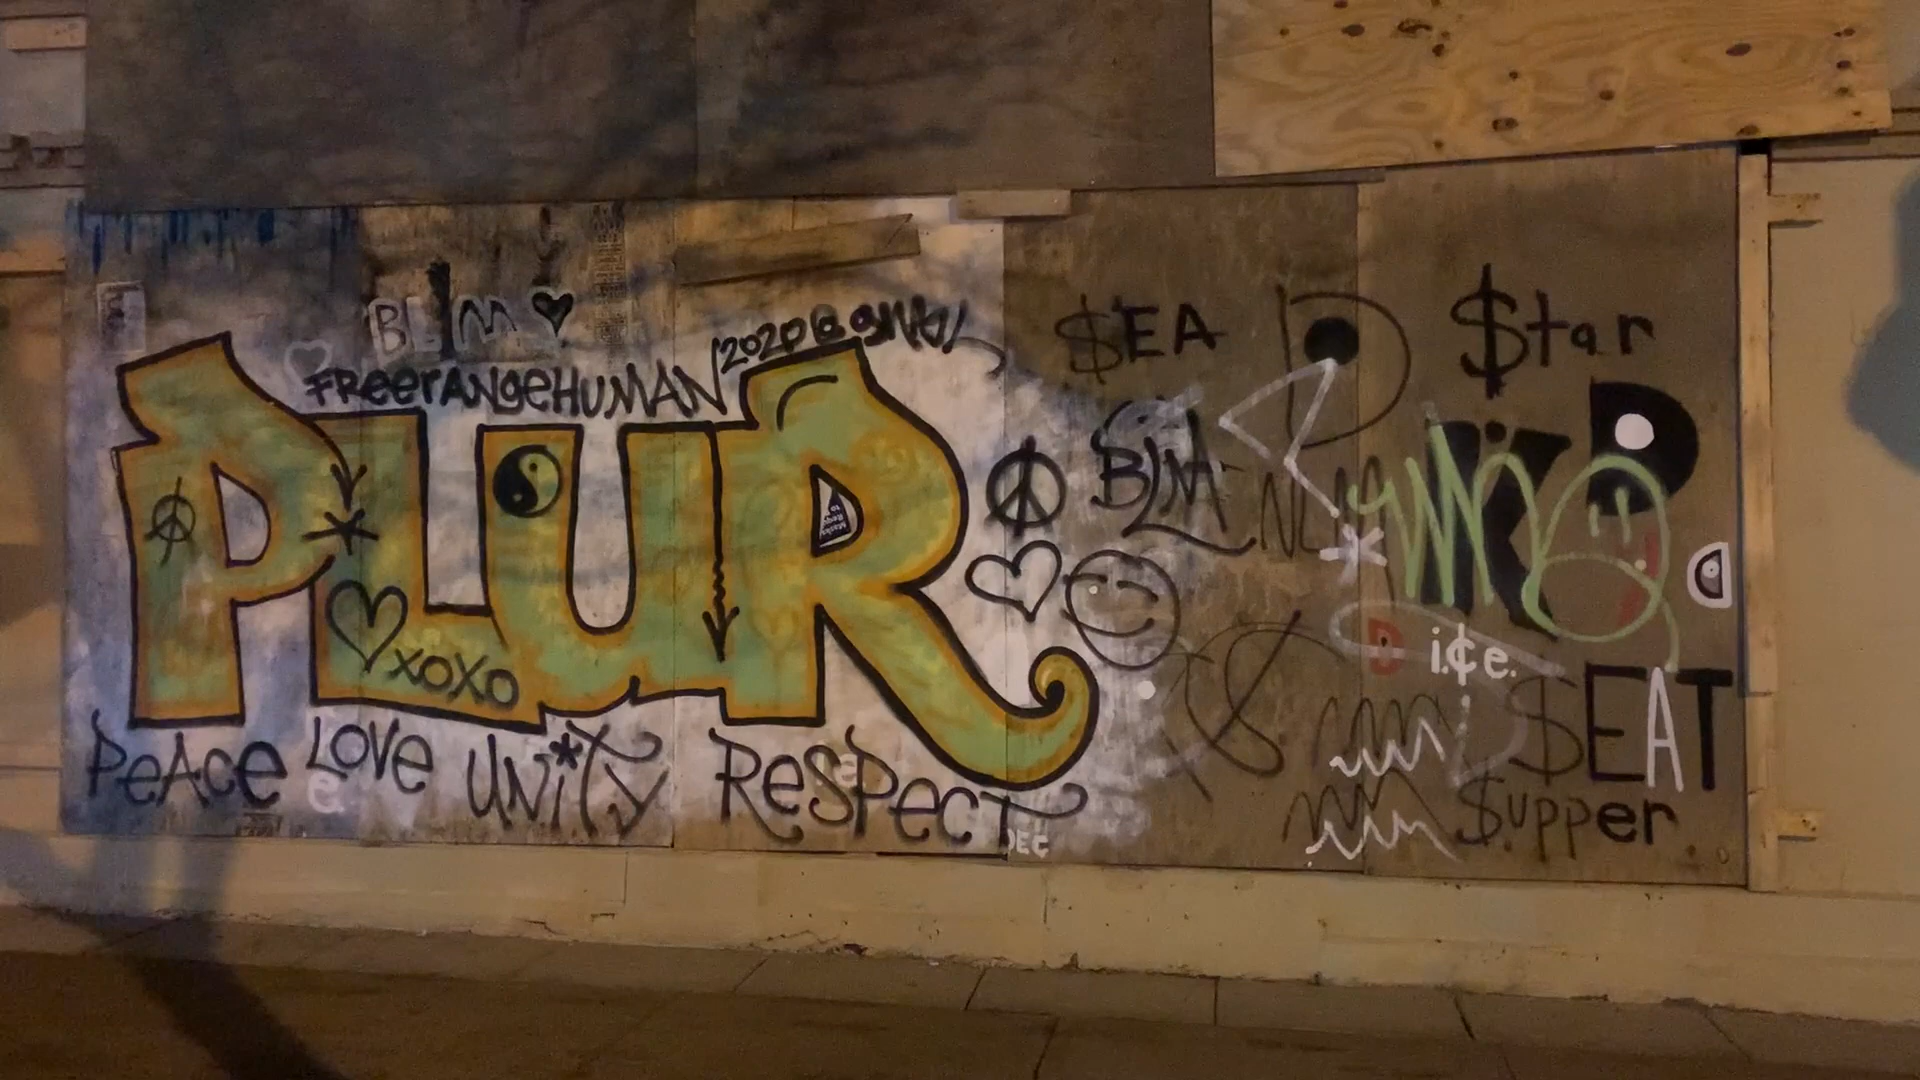 BLM
FReerANgeHUMAN 2020
PLUR
XOXO
PeAce LOVe UNiTy ResPecT
$EA
$tar
BLM
D i.¢e.
$EAT
$upper